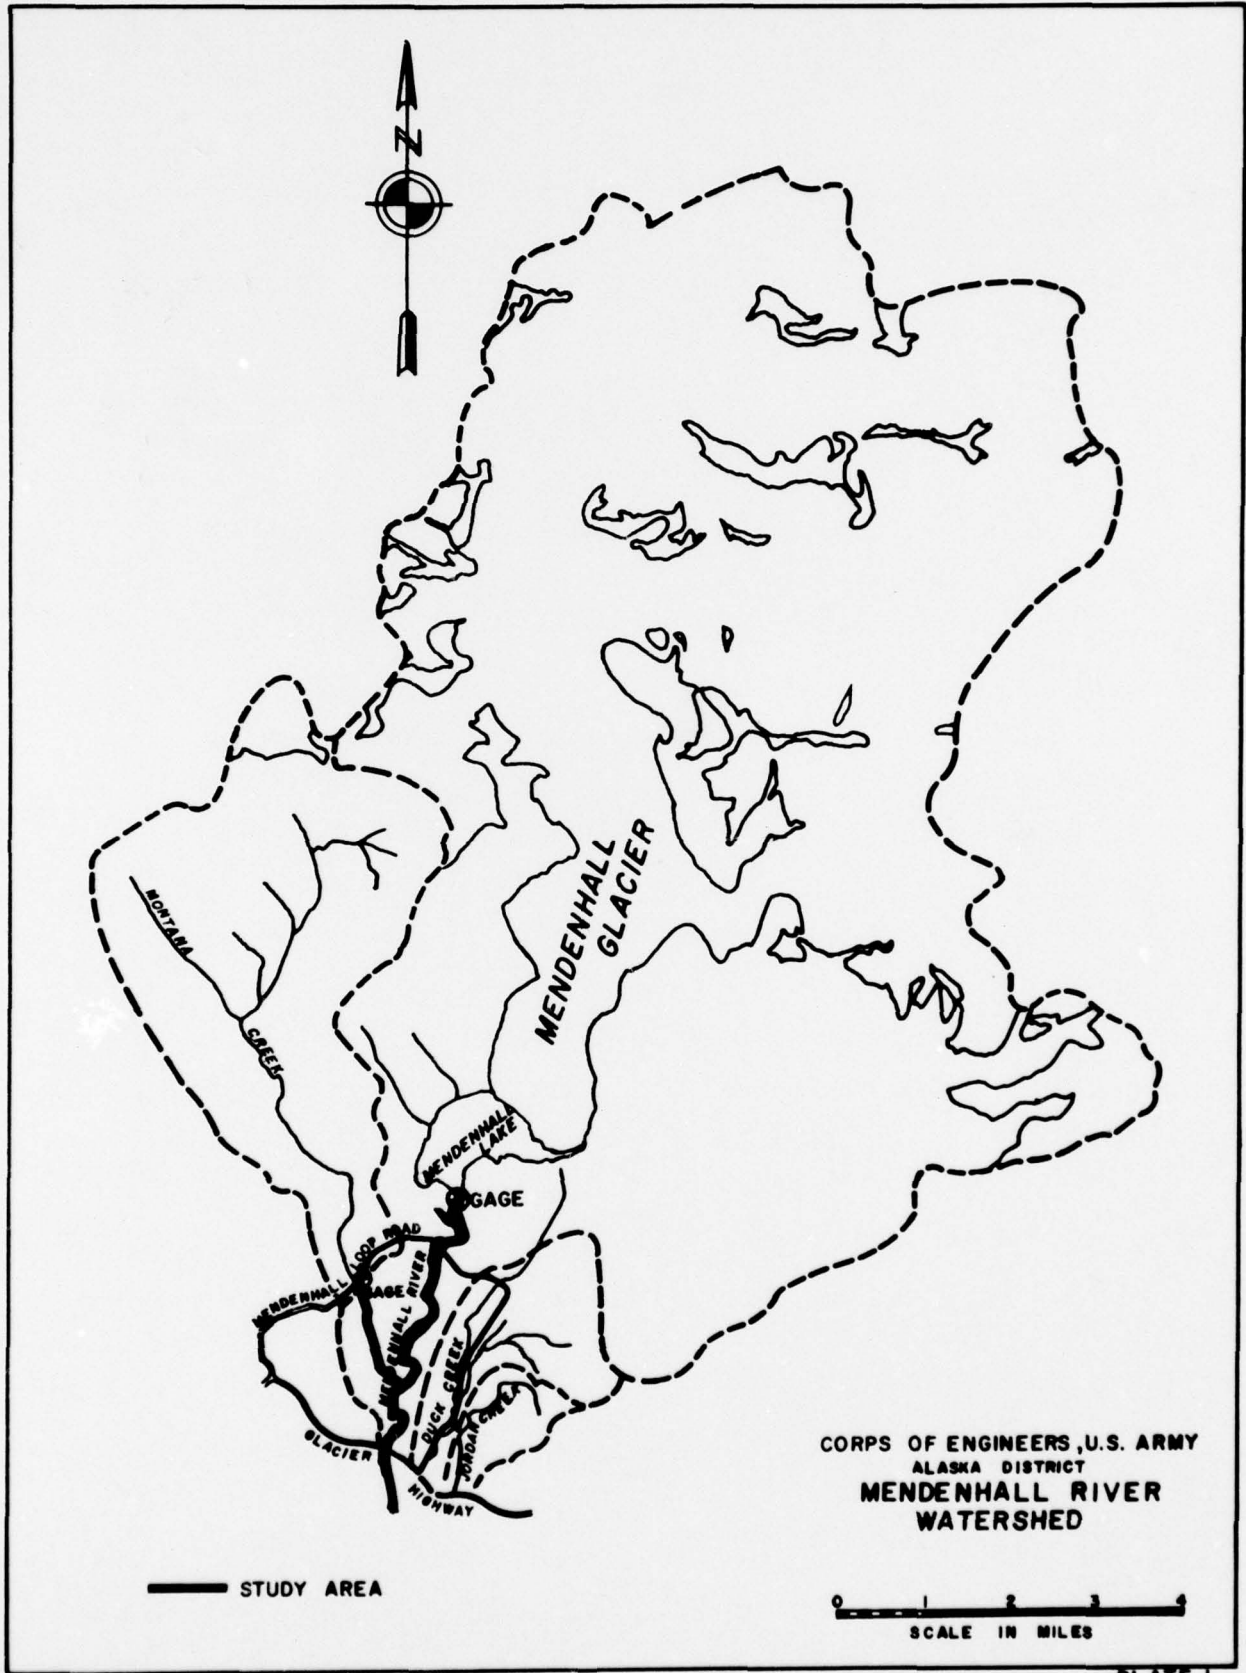 N
MENDENHALL
GLACIER
MONTANA
CREEK
MENDENHALL
LAKE
GAGE
MENDENHALL LOOP ROAD
GAGE
MENDENHALL RIVER
DUCK CREEK
JORDAN CREEK
GLACIER
HIGHWAY
CORPS OF ENGINEERS, U.S. ARMY
ALASKA DISTRICT
MENDENHALL RIVER
WATERSHED
STUDY AREA
0 1 2 3 4
SCALE IN MILES